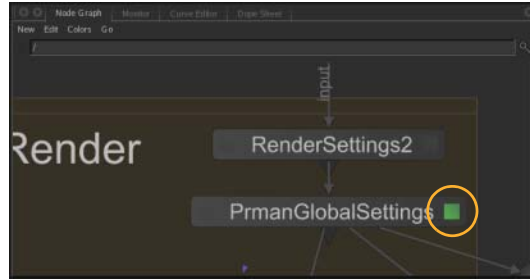 Node Graph Monitor Curve Editor Dope Sheet
New Edit Colors Go
/
input
Render
RenderSettings2
PrmanGlobalSettings